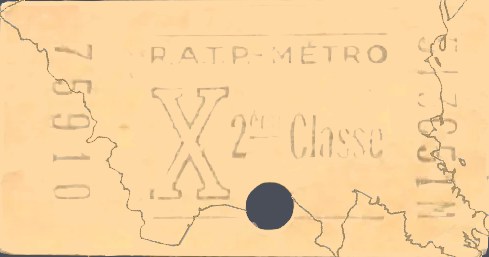 R.A.T.P.-MÉTRO
X 2me Classe
75910